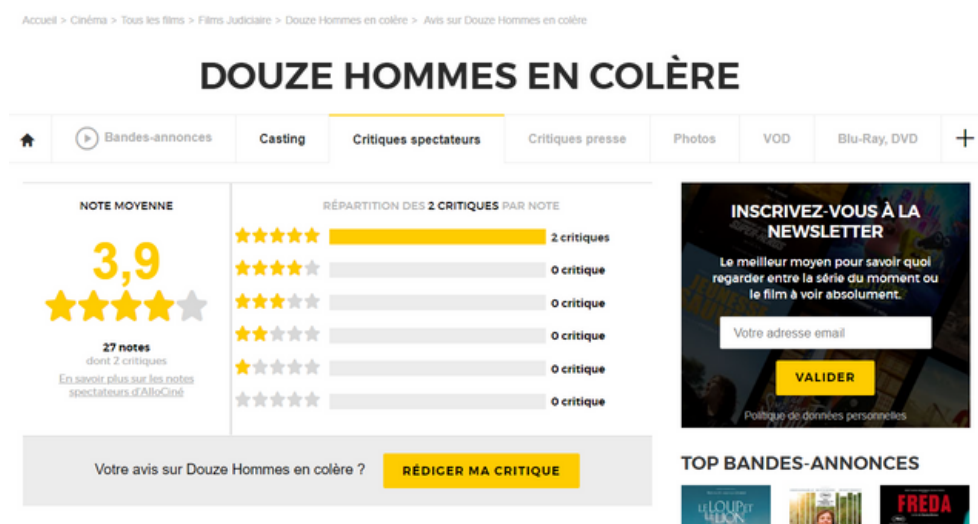 Accueil > Cinéma > Tous les films > Films Judiciaire > Douze Hommes en colère > Avis sur Douze Hommes en colère
DOUZE HOMMES EN COLÈRE
Bandes-annonces
Casting
Critiques spectateurs
Critiques presse
Photos
VOD
Blu-Ray, DVD
NOTE MOYENNE
3,9
27 notes
dont 2 critiques
En savoir plus sur les notes
spectateurs d'AlloCiné
RÉPARTITION DES 2 CRITIQUES PAR NOTE
2 critiques
0 critique
0 critique
0 critique
0 critique
0 critique
Votre avis sur Douze Hommes en colère ?
RÉDIGER MA CRITIQUE
INSCRIVEZ-VOUS À LA
NEWSLETTER
Le meilleur moyen pour savoir quoi
regarder entre la série du moment ou
le film à voir absolument.
Votre adresse email
VALIDER
Politique de données personnelles
TOP BANDES-ANNONCES
LE LOUP ET
LE LION
FREDA